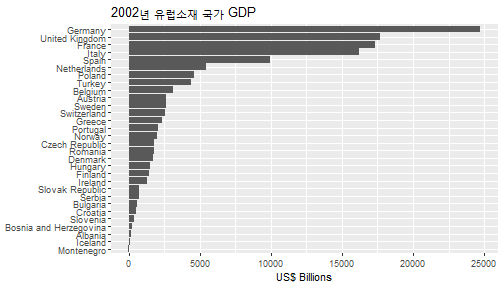 2002년 유럽소재 국가 GDP
Germany
United Kingdom
France
Italy
Spain
Netherlands
Poland
Turkey
Belgium
Austria
Sweden
Switzerland
Greece
Portugal
Norway
Czech Republic
Romania
Denmark
Hungary
Finland
Ireland
Slovak Republic
Serbia
Bulgaria
Croatia
Slovenia
Bosnia and Herzegovina
Albania
Iceland
Montenegro
0 5000 10000 15000 20000 25000
US$ Billions